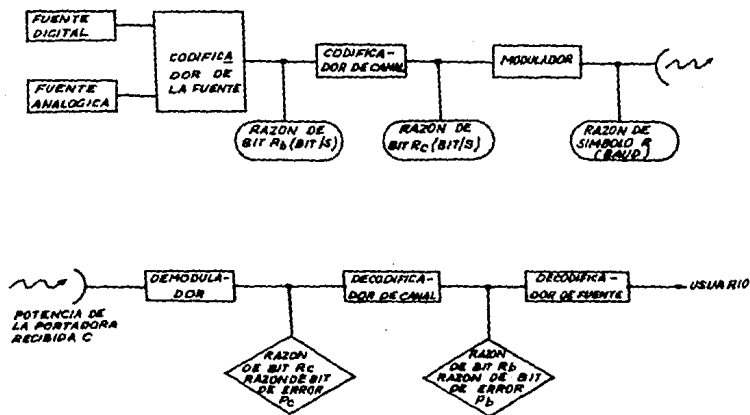 FUENTE
DIGITAL
FUENTE
ANALOGICA
CODIFICA
DOR DE
LA FUENTE
CODIFICA-
DOR DE CANAL
MODULADOR
RAZON DE
BIT Rb (BIT/S)
RAZON DE
BIT Rc (BIT/S)
RAZON DE
SIMBOLO R
(BAUD)
POTENCIA DE
LA PORTADORA
RECIBIDA C
DEMODULA-
DOR
DECODIFICA-
DOR DE CANAL
DECODIFICA-
DOR DE FUENTE
USUARIO
RAZON
DE BIT Rc
RAZON DE BIT
DE ERROR
Pc
RAZON
DE BIT Rb
RAZON DE BIT
DE ERROR
Pb